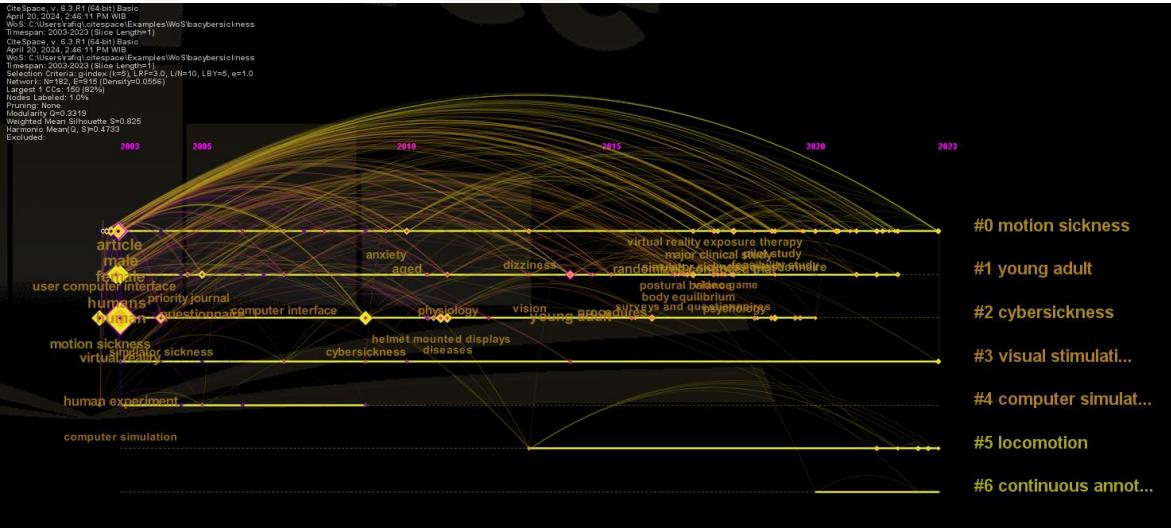 CiteSpace, v. 6.3.R1 (64-bit) Basic
April 20, 2024, 2:46:11 PM WIB
WoS: C:\Users\rafiq\.citespace\Examples\WoS\bacybersickness
Timespan: 2003-2023 (Slice Length=1)
CiteSpace, v. 6.3.R1 (64-bit) Basic
April 20, 2024, 2:46:11 PM WIB
WoS: C:\Users\rafiq\.citespace\Examples\WoS\bacybersickness
Timespan: 2003-2023 (Slice Length=1)
Selection Criteria: g-index (k=5), LRF=3.0, L/N=10, LBY=5, e=1.0
Network: N=182, E=915 (Density=0.0556)
Largest 1 CCs: 150 (82%)
Nodes Labeled: 1.0%
Pruning: None
Modularity Q=0.3319
Weighted Mean Silhouette S=0.825
Harmonic Mean(Q, S)=0.4733
Excluded:
2003 2005 2010 2015 2020 2023
#0 motion sickness
article
male
female
virtual reality exposure therapy
anxiety
major clinical study
pilot study
aged
dizziness
feasibility study
#1 young adult
user computer interface
postural balance
video game
body equilibrium
humans
priority journal
surveys and questionnaires
human
questionnaire
computer interface
physiology
vision
procedures
psychology
young adult
#2 cybersickness
motion sickness
helmet mounted displays
virtual reality
simulator sickness
cybersickness
diseases
#3 visual stimulati...
human experiment
#4 computer simulat...
computer simulation
#5 locomotion
#6 continuous annot...